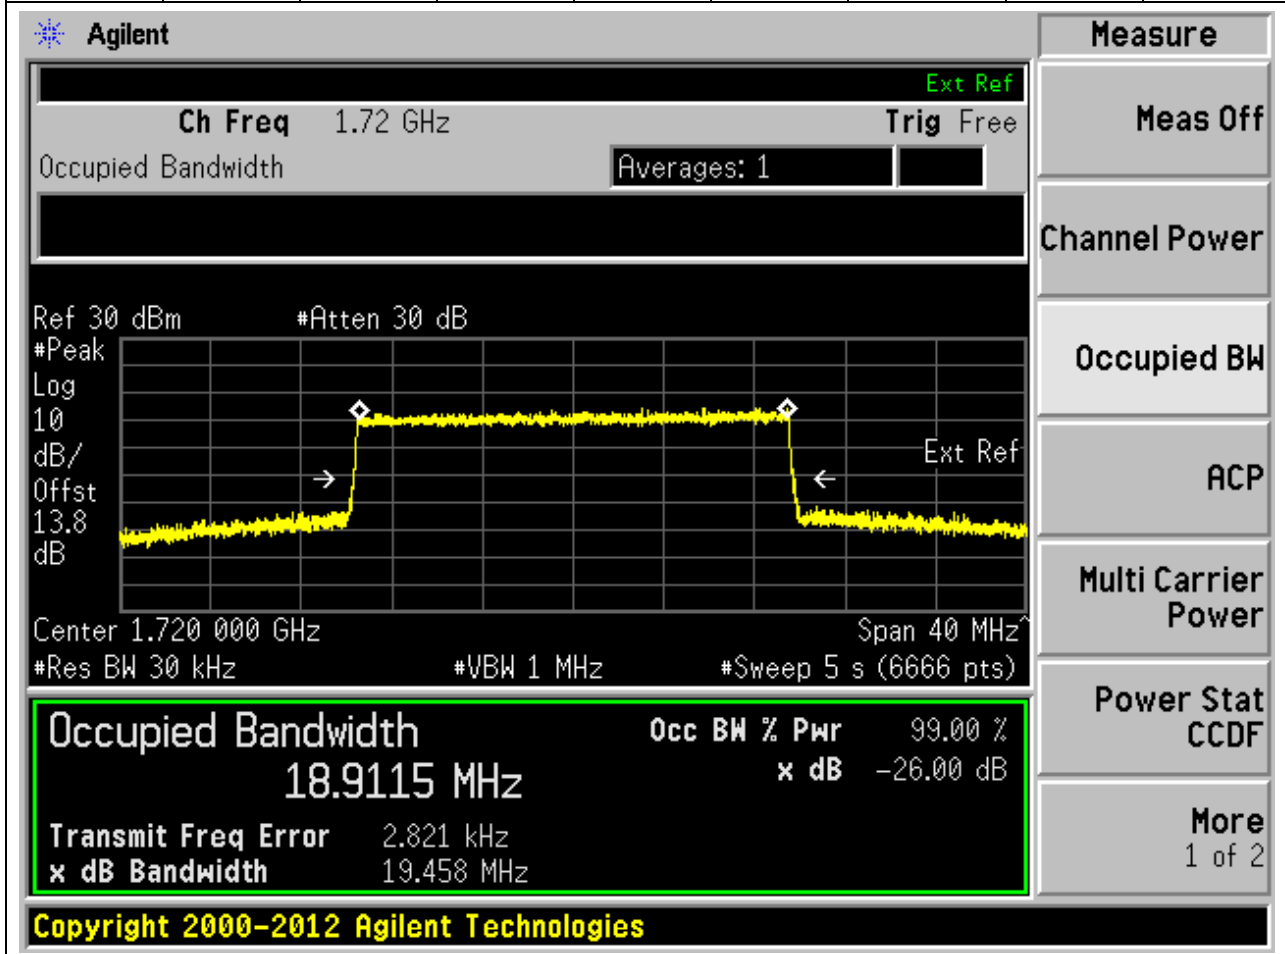 Agilent
Measure
Ext Ref
Ch Freq 1.72 GHz Trig Free
Meas Off
Occupied Bandwidth Averages: 1
Channel Power
Ref 30 dBm #Atten 30 dB
#Peak
Log
10
dB/
Offst
13.8
dB
Ext Ref
Occupied BW
ACP
Center 1.720 000 GHz Span 40 MHz^
#Res BW 30 kHz #VBW 1 MHz #Sweep 5 s (6666 pts)
Multi Carrier
Power
Occupied Bandwidth Occ BW % Pwr 99.00 %
18.9115 MHz x dB -26.00 dB
Transmit Freq Error 2.821 kHz
x dB Bandwidth 19.458 MHz
Power Stat
CCDF
More
1 of 2
Copyright 2000-2012 Agilent Technologies